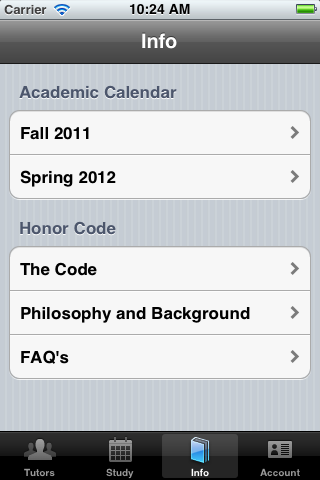 Carrier 10:24 AM
Info
Academic Calendar
Fall 2011
Spring 2012
Honor Code
The Code
Philosophy and Background
FAQ's
Tutors Study Info Account